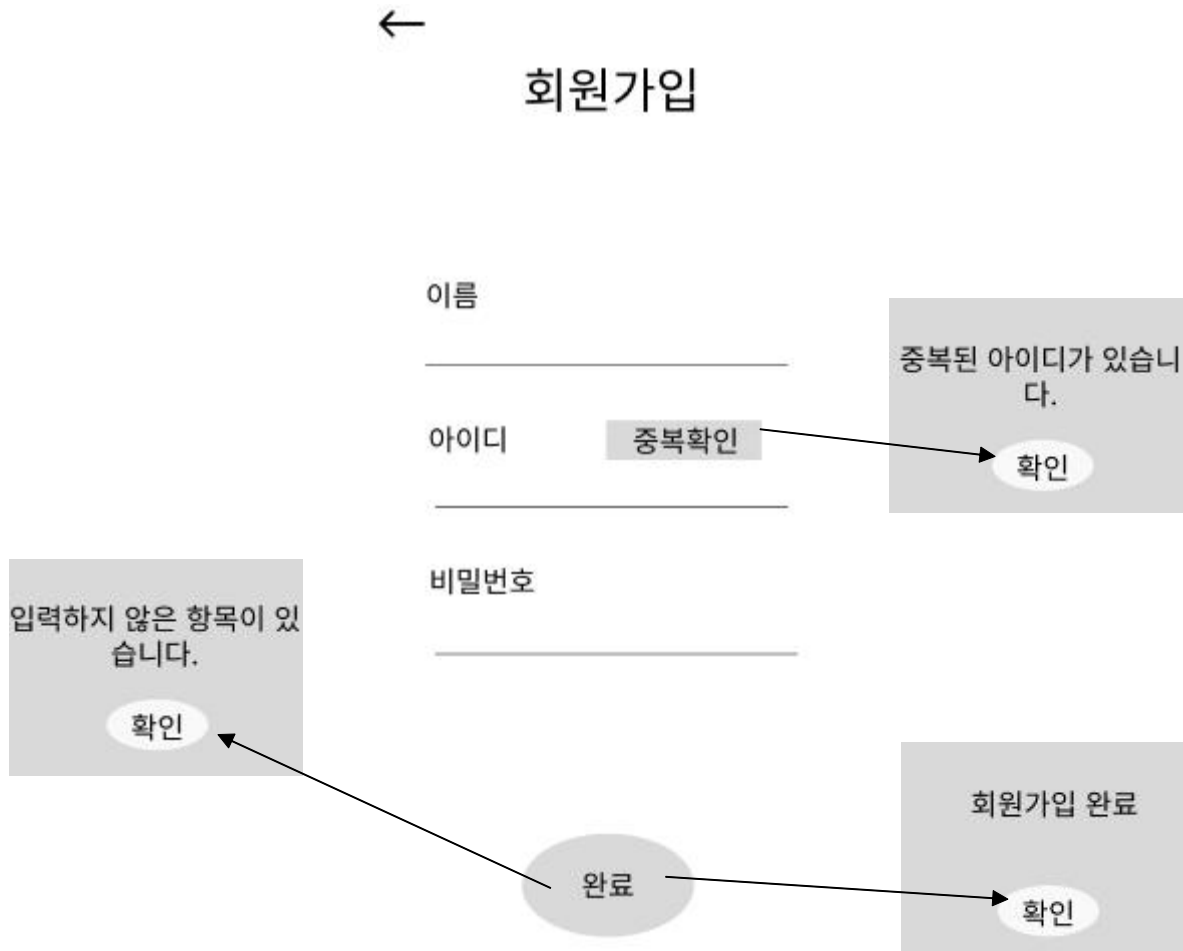 회원가입
이름
중복된 아이디가 있습니
다.
아이디
중복확인
확인
비밀번호
입력하지 않은 항목이 있
습니다.
확인
회원가입 완료
완료
확인